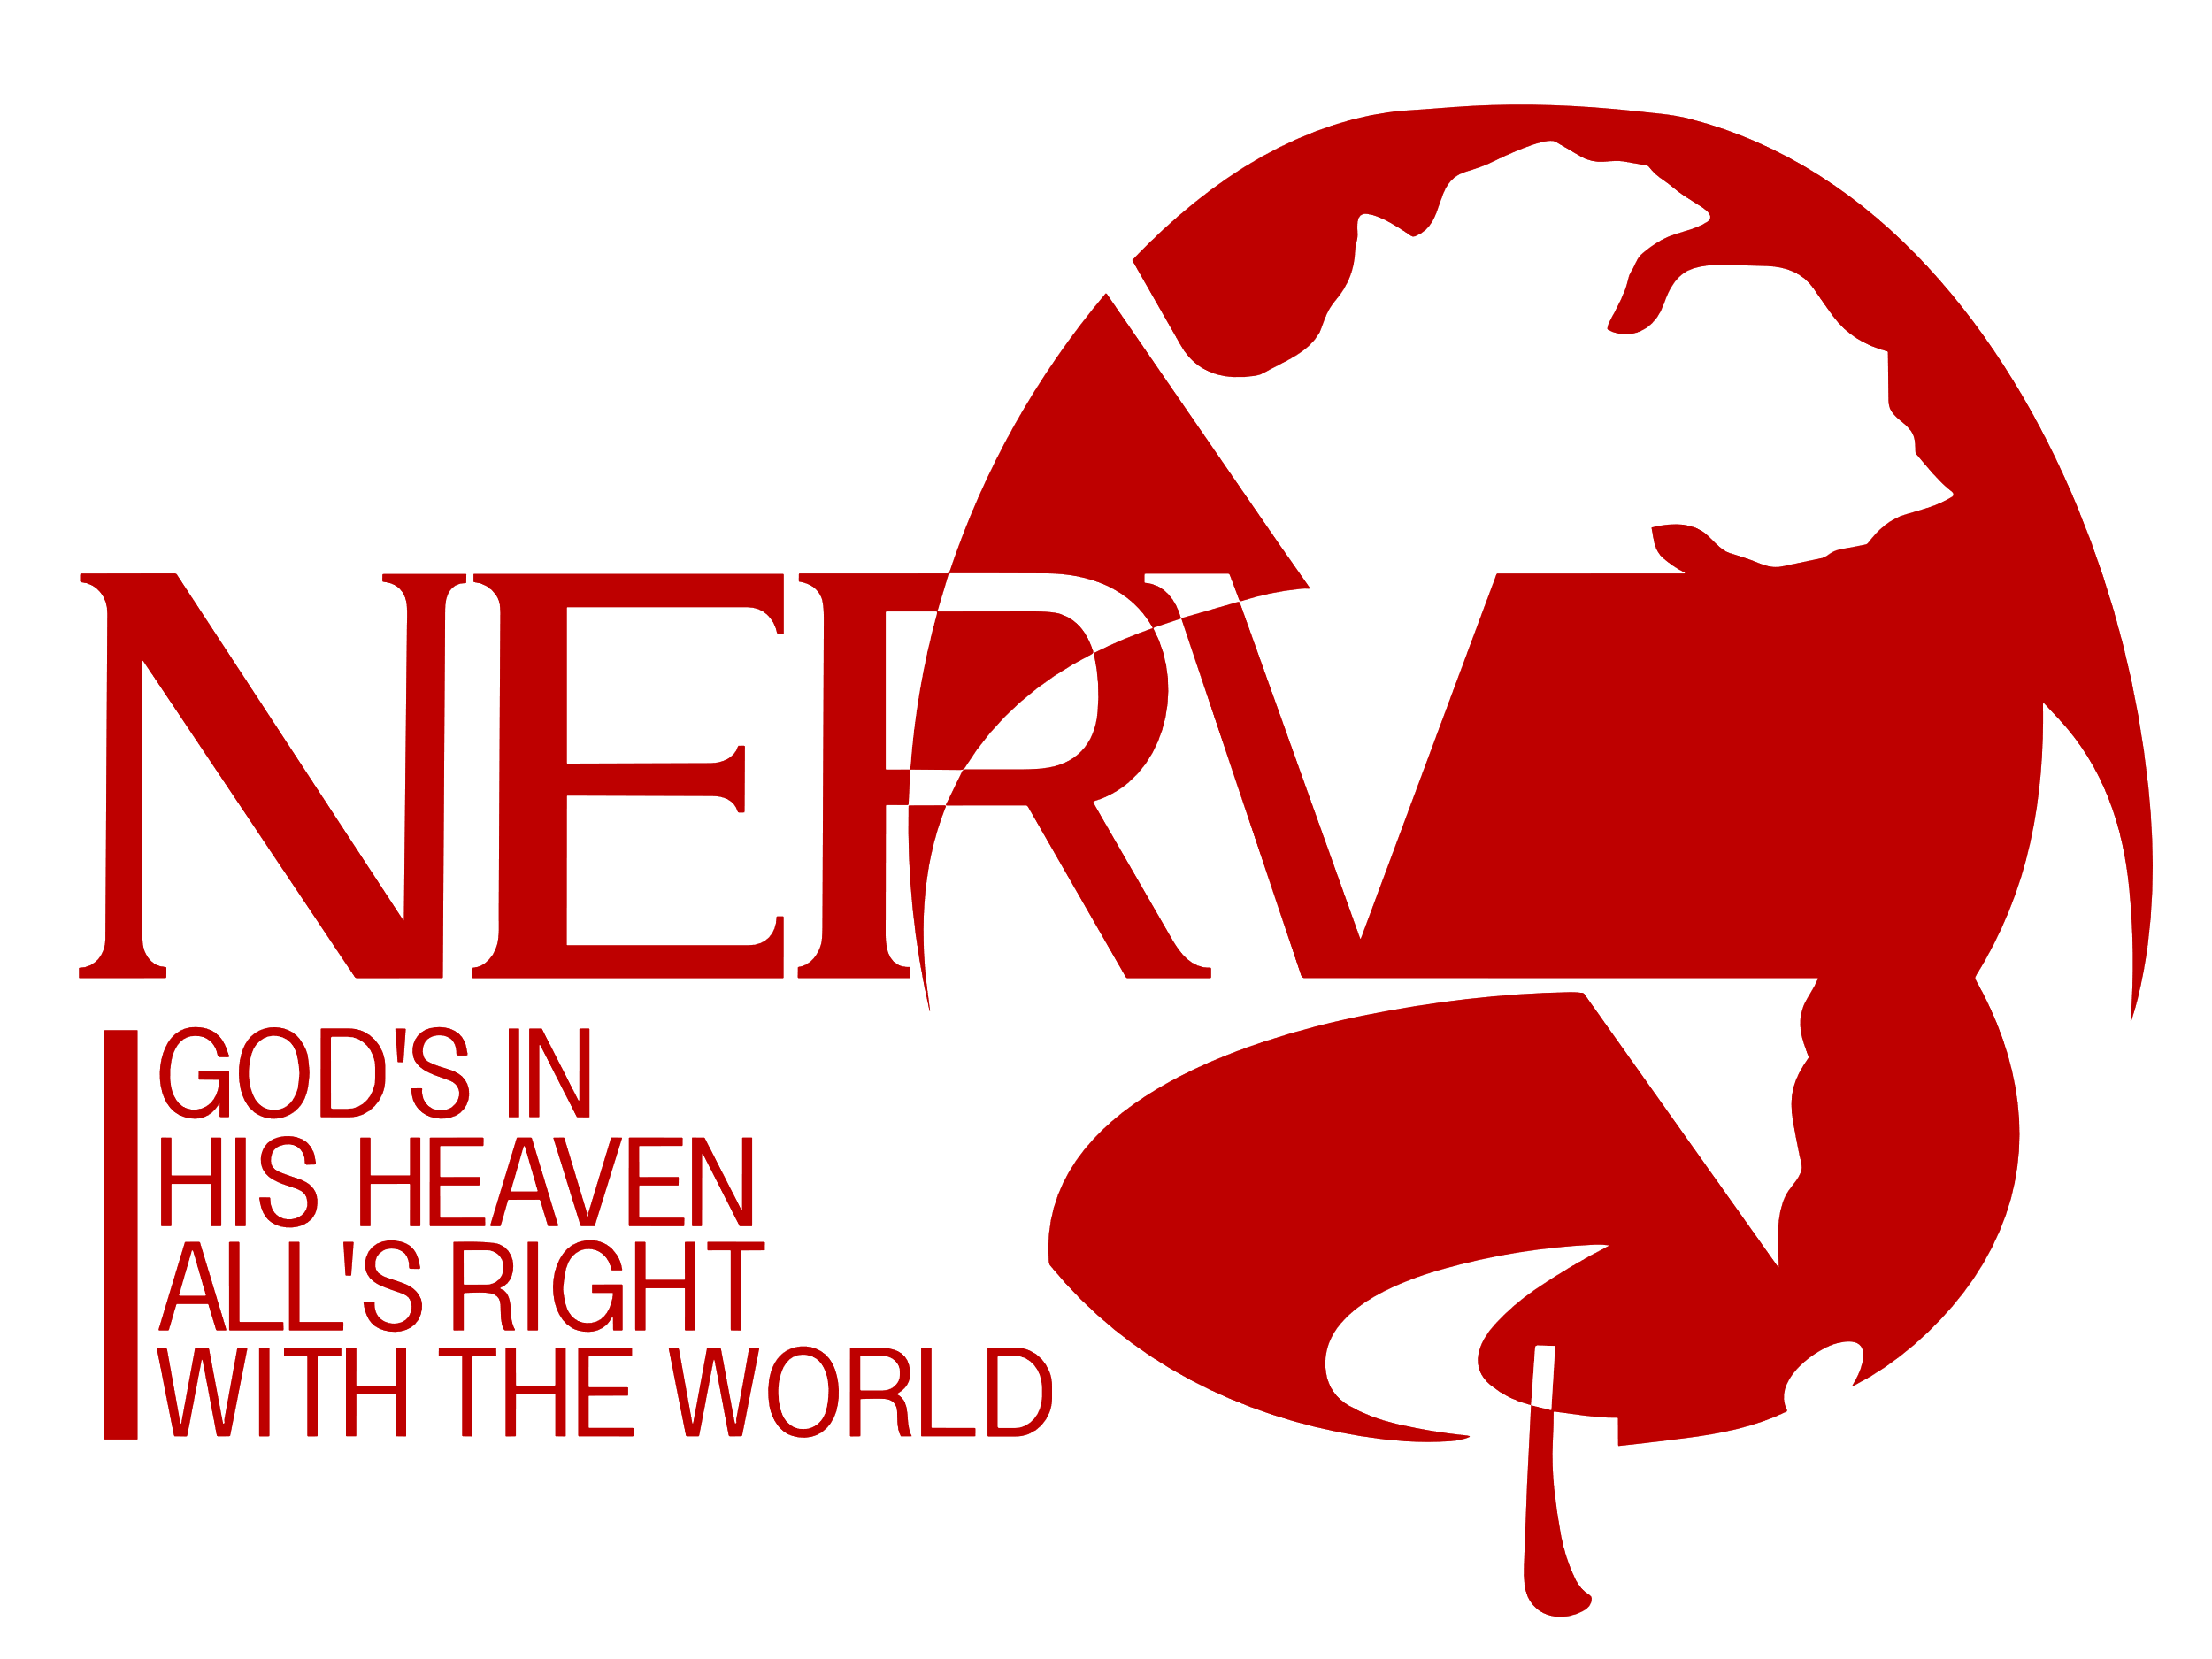 NERV
GOD'S IN
HIS HEAVEN
ALL'S RIGHT
WITH THE WORLD